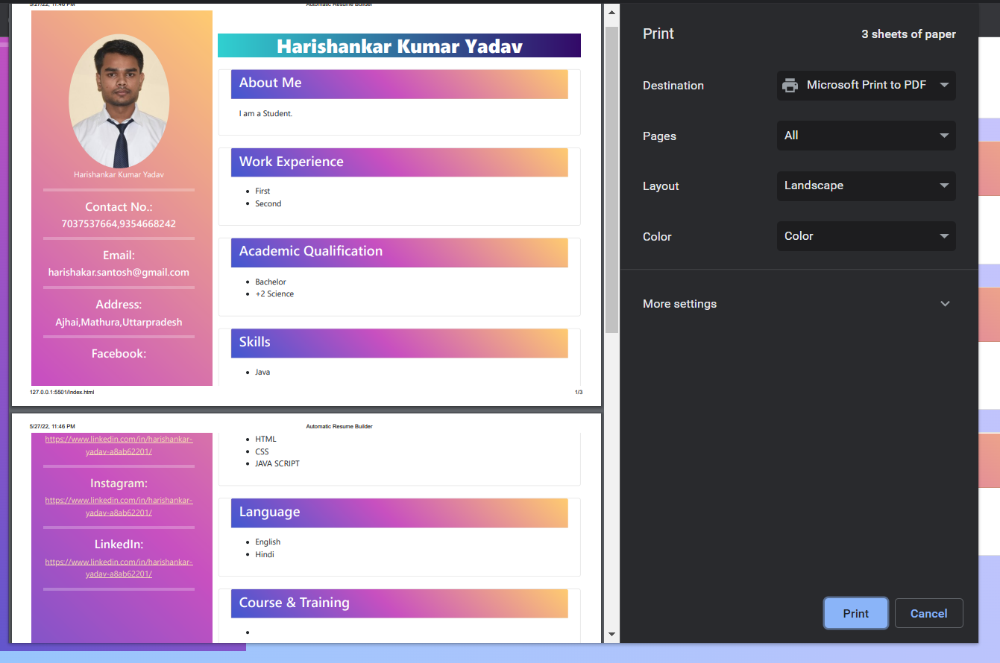 5/27/22, 11:46 PM
Automatic Resume Builder
Harishankar Kumar Yadav
Contact No.:
7037537664,9354668242
Email:
harishakar.santosh@gmail.com
Address:
Ajhai,Mathura,Uttarpradesh
Facebook:
Harishankar Kumar Yadav
About Me
I am a Student.
Work Experience
First
Second
Academic Qualification
Bachelor
+2 Science
Skills
Java
127.0.0.1:5501/Index.html
1/3
5/27/22, 11:46 PM
Automatic Resume Builder
https://www.linkedin.com/in/harishankar-
yadav-a8ab62201/
Instagram:
https://www.linkedin.com/in/harishankar-
yadav-a8ab62201/
LinkedIn:
https://www.linkedin.com/in/harishankar-
yadav-a8ab62201/
HTML
CSS
JAVA SCRIPT
Language
English
Hindi
Course & Training
Print
3 sheets of paper
Destination
Microsoft Print to PDF
Pages
All
Layout
Landscape
Color
Color
More settings
Print
Cancel